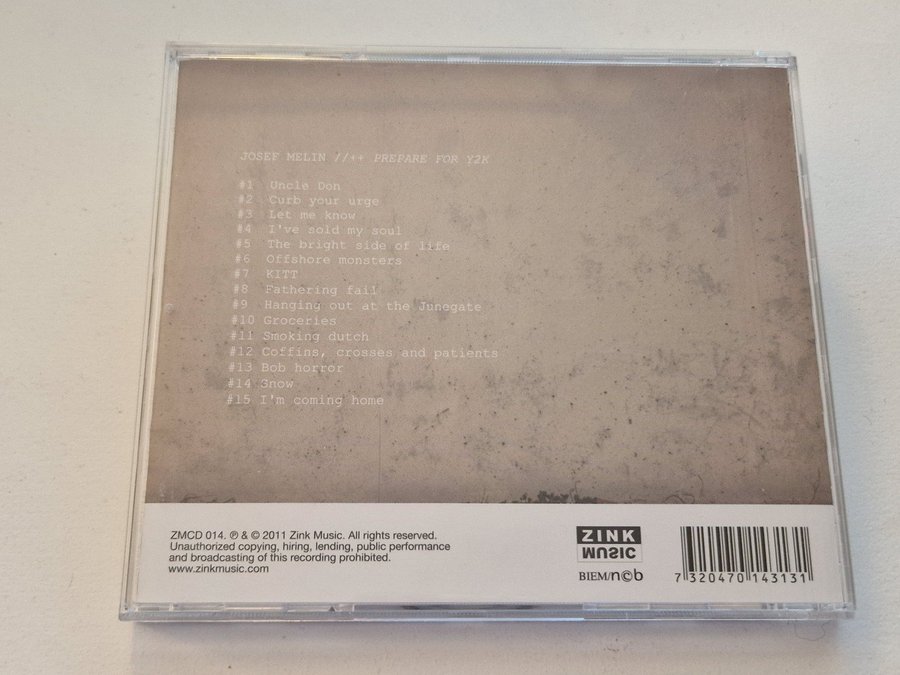 JOSEF MELIN //++ PREPARE FOR Y2K
#1 Uncle Don
#2 Curb your urge
#3 Let me know
#4 I've sold my soul
#5 The bright side of life
#6 Offshore monsters
#7 KITT
#8 Fathering fail
#9 Hanging out at the Junegate
#10 Groceries
#11 Smoking dutch
#12 Coffins, crosses and patients
#13 Bob horror
#14 Snow
#15 I'm coming home
ZMCD 014. ℗ & © 2011 Zink Music. All rights reserved.
Unauthorized copying, hiring, lending, public performance
and broadcasting of this recording prohibited.
www.zinkmusic.com
ZINK
MUSIC
BIEM/n©b
7 320470 143131